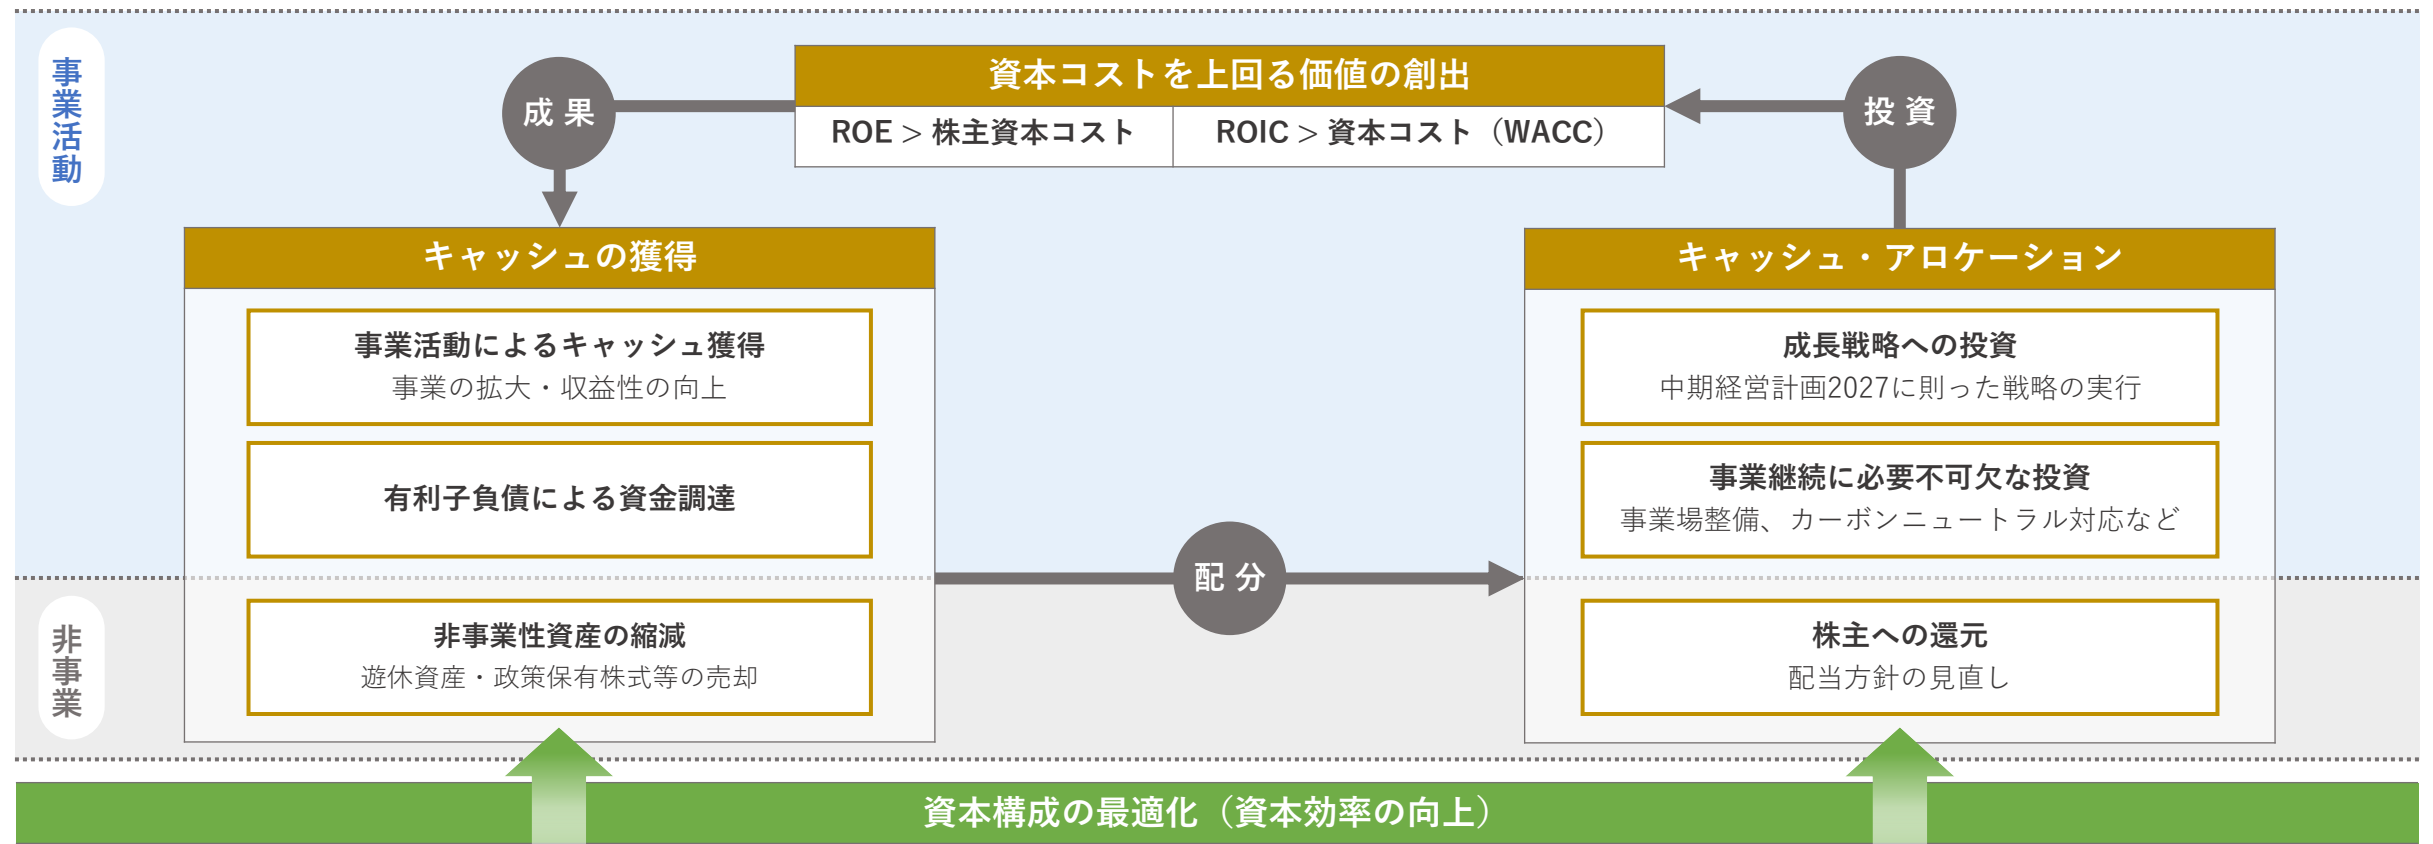 事業活動
資本コストを上回る価値の創出
ROE > 株主資本コスト
ROIC > 資本コスト（WACC）
成果
投資
キャッシュの獲得
事業活動によるキャッシュ獲得
事業の拡大・収益性の向上
有利子負債による資金調達
非事業性資産の縮減
遊休資産・政策保有株式等の売却
配分
キャッシュ・アロケーション
成長戦略への投資
中期経営計画2027に則った戦略の実行
事業継続に必要不可欠な投資
事業場整備、カーボンニュートラル対応など
株主への還元
配当方針の見直し
非事業
資本構成の最適化（資本効率の向上）